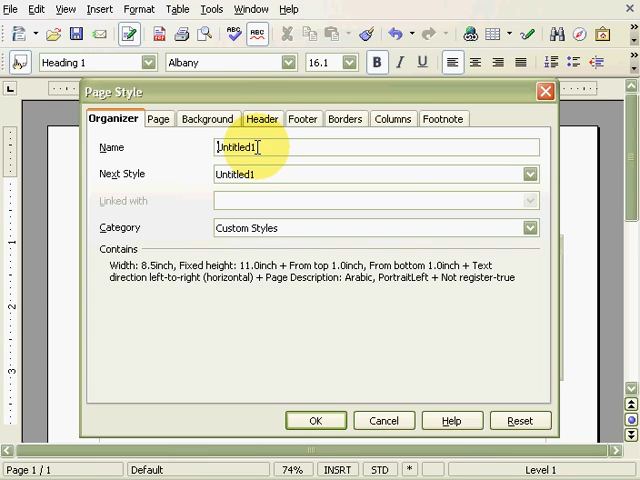 File Edit View Insert Format Table Tools Window Help
Heading 1 Albany 16.1 B I U
Page Style
Organizer Page Background Header Footer Borders Columns Footnote
Name Untitled1
Next Style Untitled1
Linked with
Category Custom Styles
Contains
Width: 8.5inch, Fixed height: 11.0inch + From top 1.0inch, From bottom 1.0inch + Text
direction left-to-right (horizontal) + Page Description: Arabic, PortraitLeft + Not register-true
OK Cancel Help Reset
1
2
3
Page 1 / 1 Default 74% INSRT STD * Level 1